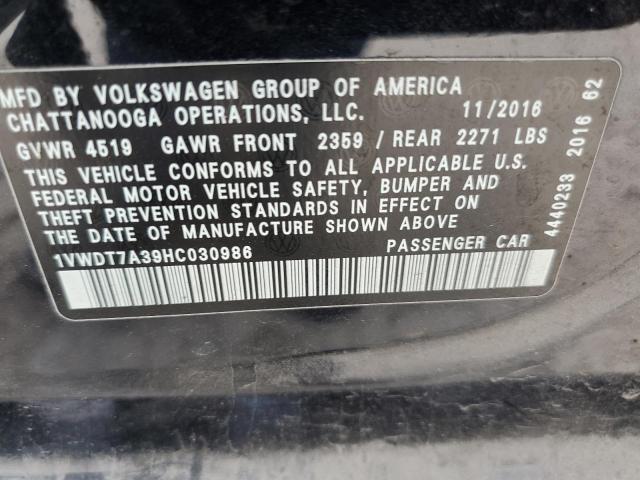 MFD BY VOLKSWAGEN GROUP OF AMERICA
CHATTANOOGA OPERATIONS, LLC. 11/2016
GVWR 4519 GAWR FRONT 2359 / REAR 2271 LBS
THIS VEHICLE CONFORMS TO ALL APPLICABLE U.S.
FEDERAL MOTOR VEHICLE SAFETY, BUMPER AND
THEFT PREVENTION STANDARDS IN EFFECT ON
THE DATE OF MANUFACTURE SHOWN ABOVE
1VWDT7A39HC030986 PASSENGER CAR
4440233 2016 62